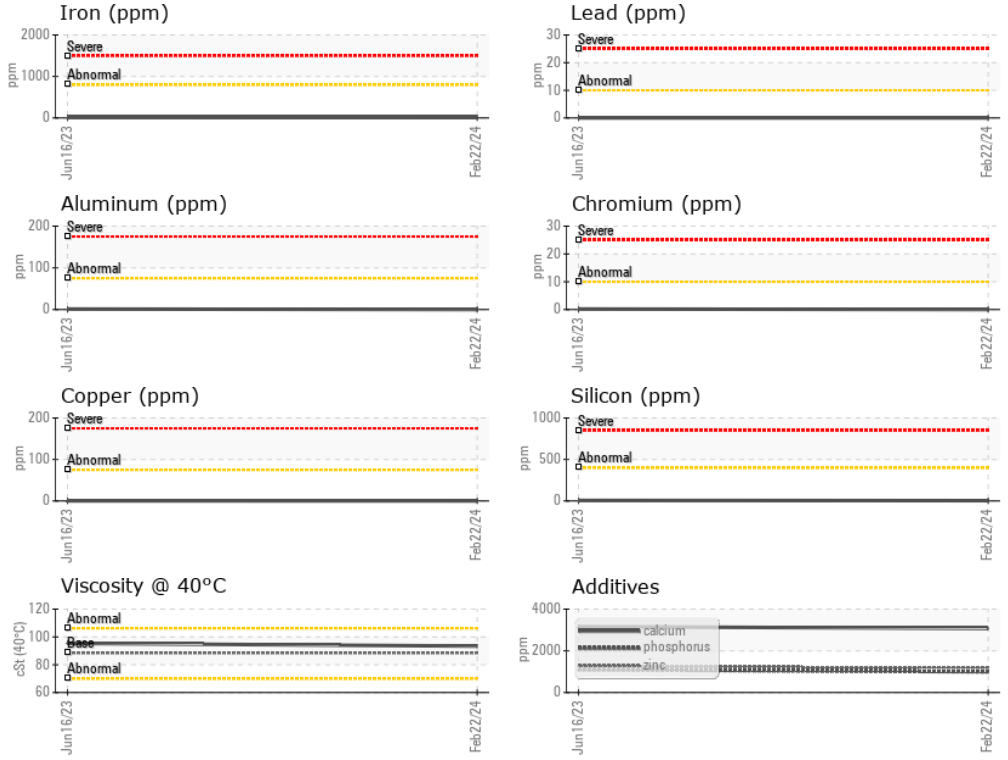 Iron (ppm)
2000
1000
0
ppm
Severe
Abnormal
Jun16/23
Feb22/24
Lead (ppm)
30
20
10
0
ppm
Severe
Abnormal
Jun16/23
Feb22/24
Aluminum (ppm)
200
100
0
ppm
Severe
Abnormal
Jun16/23
Feb22/24
Chromium (ppm)
30
20
10
0
ppm
Severe
Abnormal
Jun16/23
Feb22/24
Copper (ppm)
200
100
0
ppm
Severe
Abnormal
Jun16/23
Feb22/24
Silicon (ppm)
1000
500
0
ppm
Severe
Abnormal
Jun16/23
Feb22/24
Viscosity @ 40°C
120
100
80
60
cSt (40°C)
Abnormal
Base
Abnormal
Jun16/23
Feb22/24
Additives
4000
2000
0
ppm
calcium
phosphorus
zinc
Jun16/23
Feb22/24